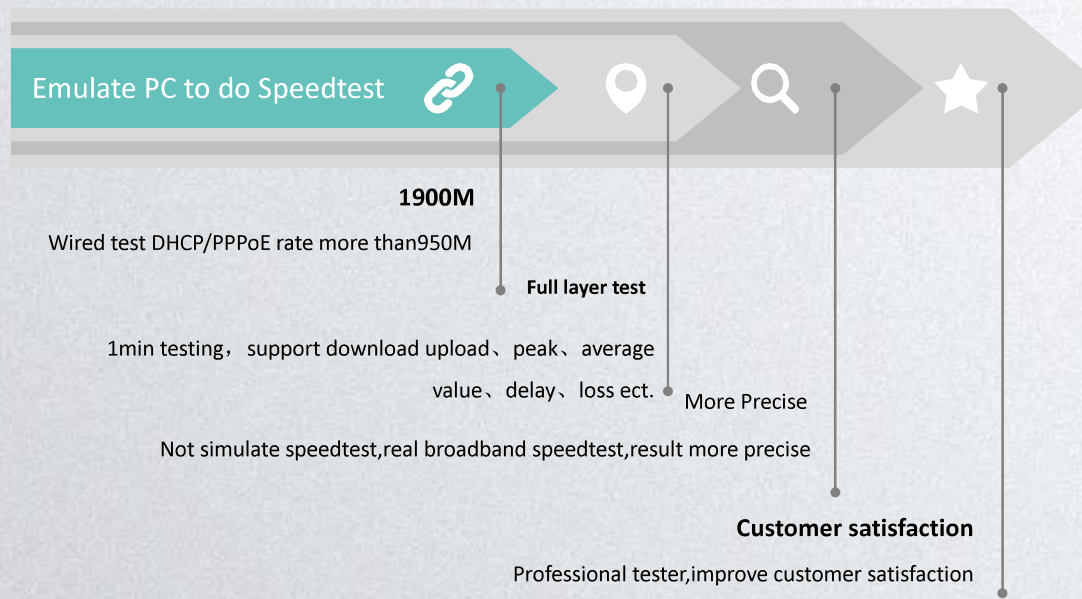 Emulate PC to do Speedtest
1900M
Wired test DHCP/PPPoE rate more than950M
Full layer test
1min testing，support download upload、peak、average
value、delay、loss ect.
More Precise
Not simulate speedtest,real broadband speedtest,result more precise
Customer satisfaction
Professional tester,improve customer satisfaction